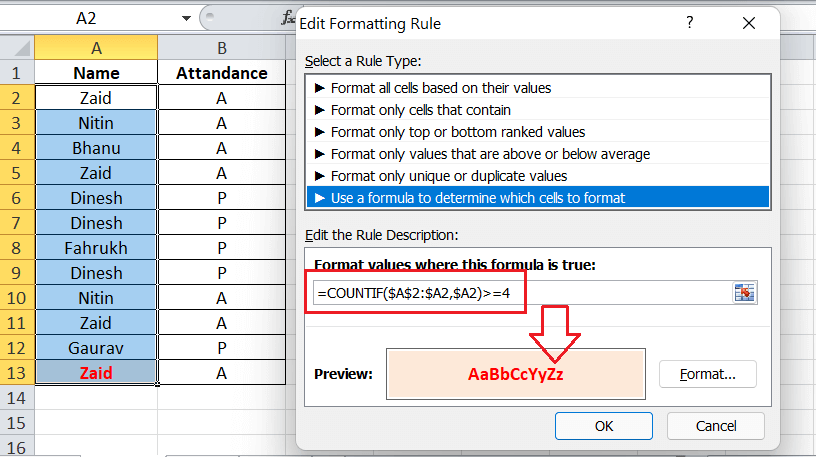 A2
fx
Edit Formatting Rule
?
Select a Rule Type:
► Format all cells based on their values
► Format only cells that contain
► Format only top or bottom ranked values
► Format only values that are above or below average
► Format only unique or duplicate values
► Use a formula to determine which cells to format
Edit the Rule Description:
Format values where this formula is true:
=COUNTIF($A$2:$A2,$A2)>=4
Preview:
AaBbCcYyZz
Format...
OK
Cancel
A B
1 Name Attandance
2 Zaid A
3 Nitin A
4 Bhanu A
5 Zaid A
6 Dinesh P
7 Dinesh P
8 Fahrukh P
9 Dinesh P
10 Nitin A
11 Zaid A
12 Gaurav P
13 Zaid A
14
15
16